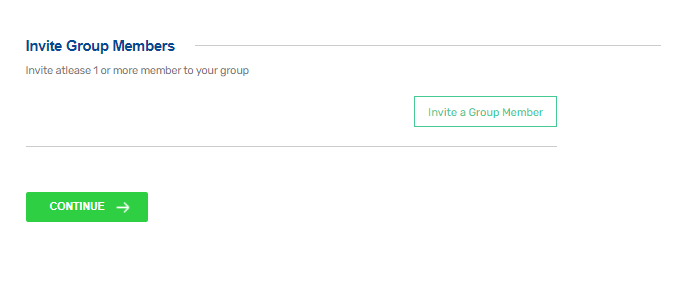 Invite Group Members
Invite atlease 1 or more member to your group
Invite a Group Member
CONTINUE